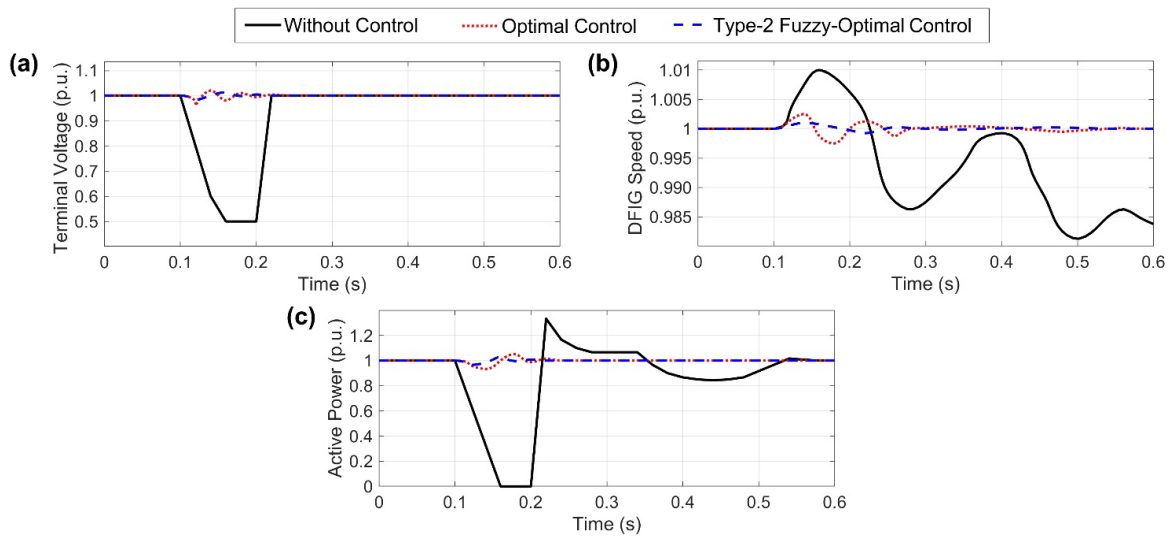 Without Control Optimal Control Type-2 Fuzzy-Optimal Control
(a)
Terminal Voltage (p.u.)
1.1
1
0.9
0.8
0.7
0.6
0.5
0 0.1 0.2 0.3 0.4 0.5 0.6
Time (s)
(b)
DFIG Speed (p.u.)
1.01
1.005
1
0.995
0.990
0.985
0 0.1 0.2 0.3 0.4 0.5 0.6
Time (s)
(c)
Active Power (p.u.)
1.2
1
0.8
0.6
0.4
0.2
0
0 0.1 0.2 0.3 0.4 0.5 0.6
Time (s)